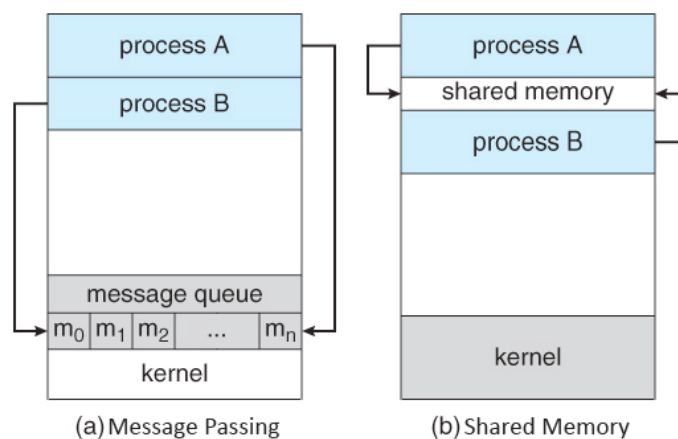 process A
process B
message queue
m0 m1 m2 ... mn
kernel
(a) Message Passing
process A
shared memory
process B
kernel
(b) Shared Memory